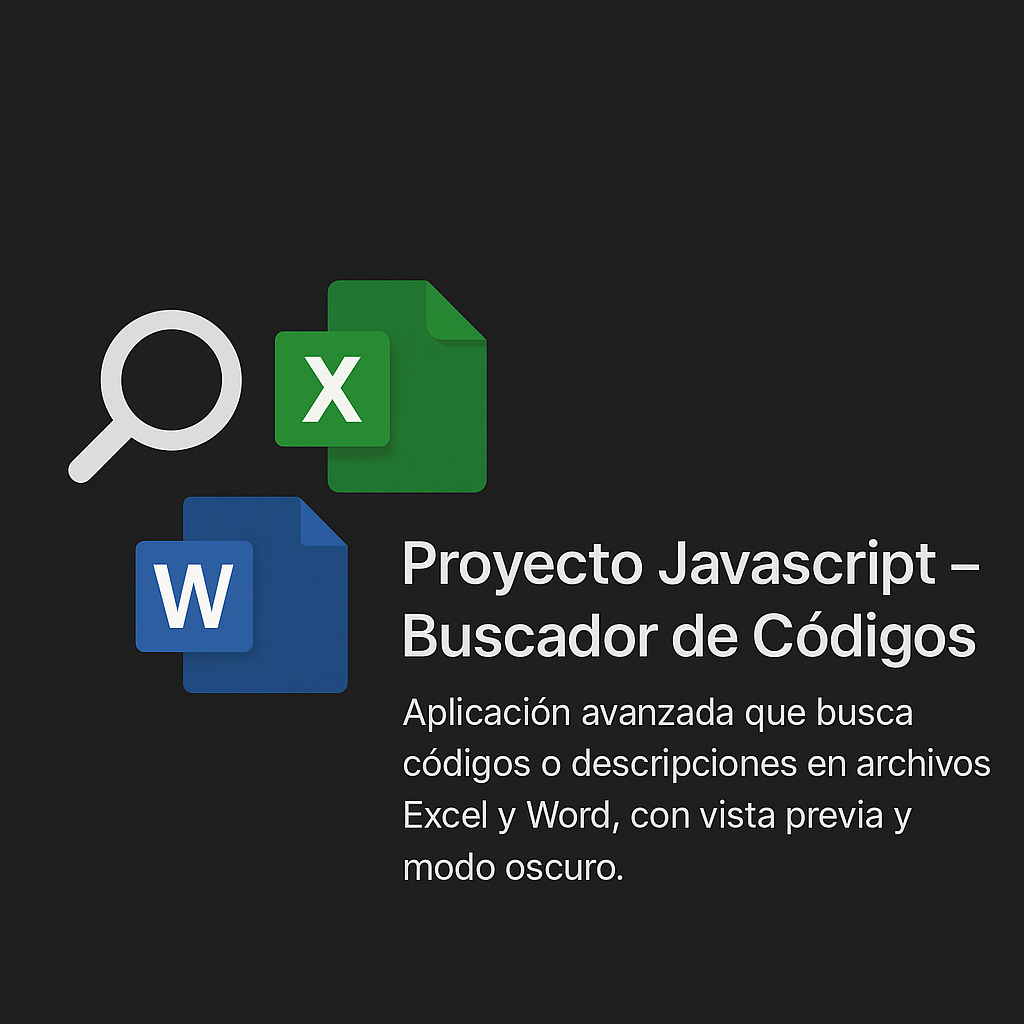 X
W
Proyecto Javascript –
Buscador de Códigos
Aplicación avanzada que busca
códigos o descripciones en archivos
Excel y Word, con vista previa y
modo oscuro.